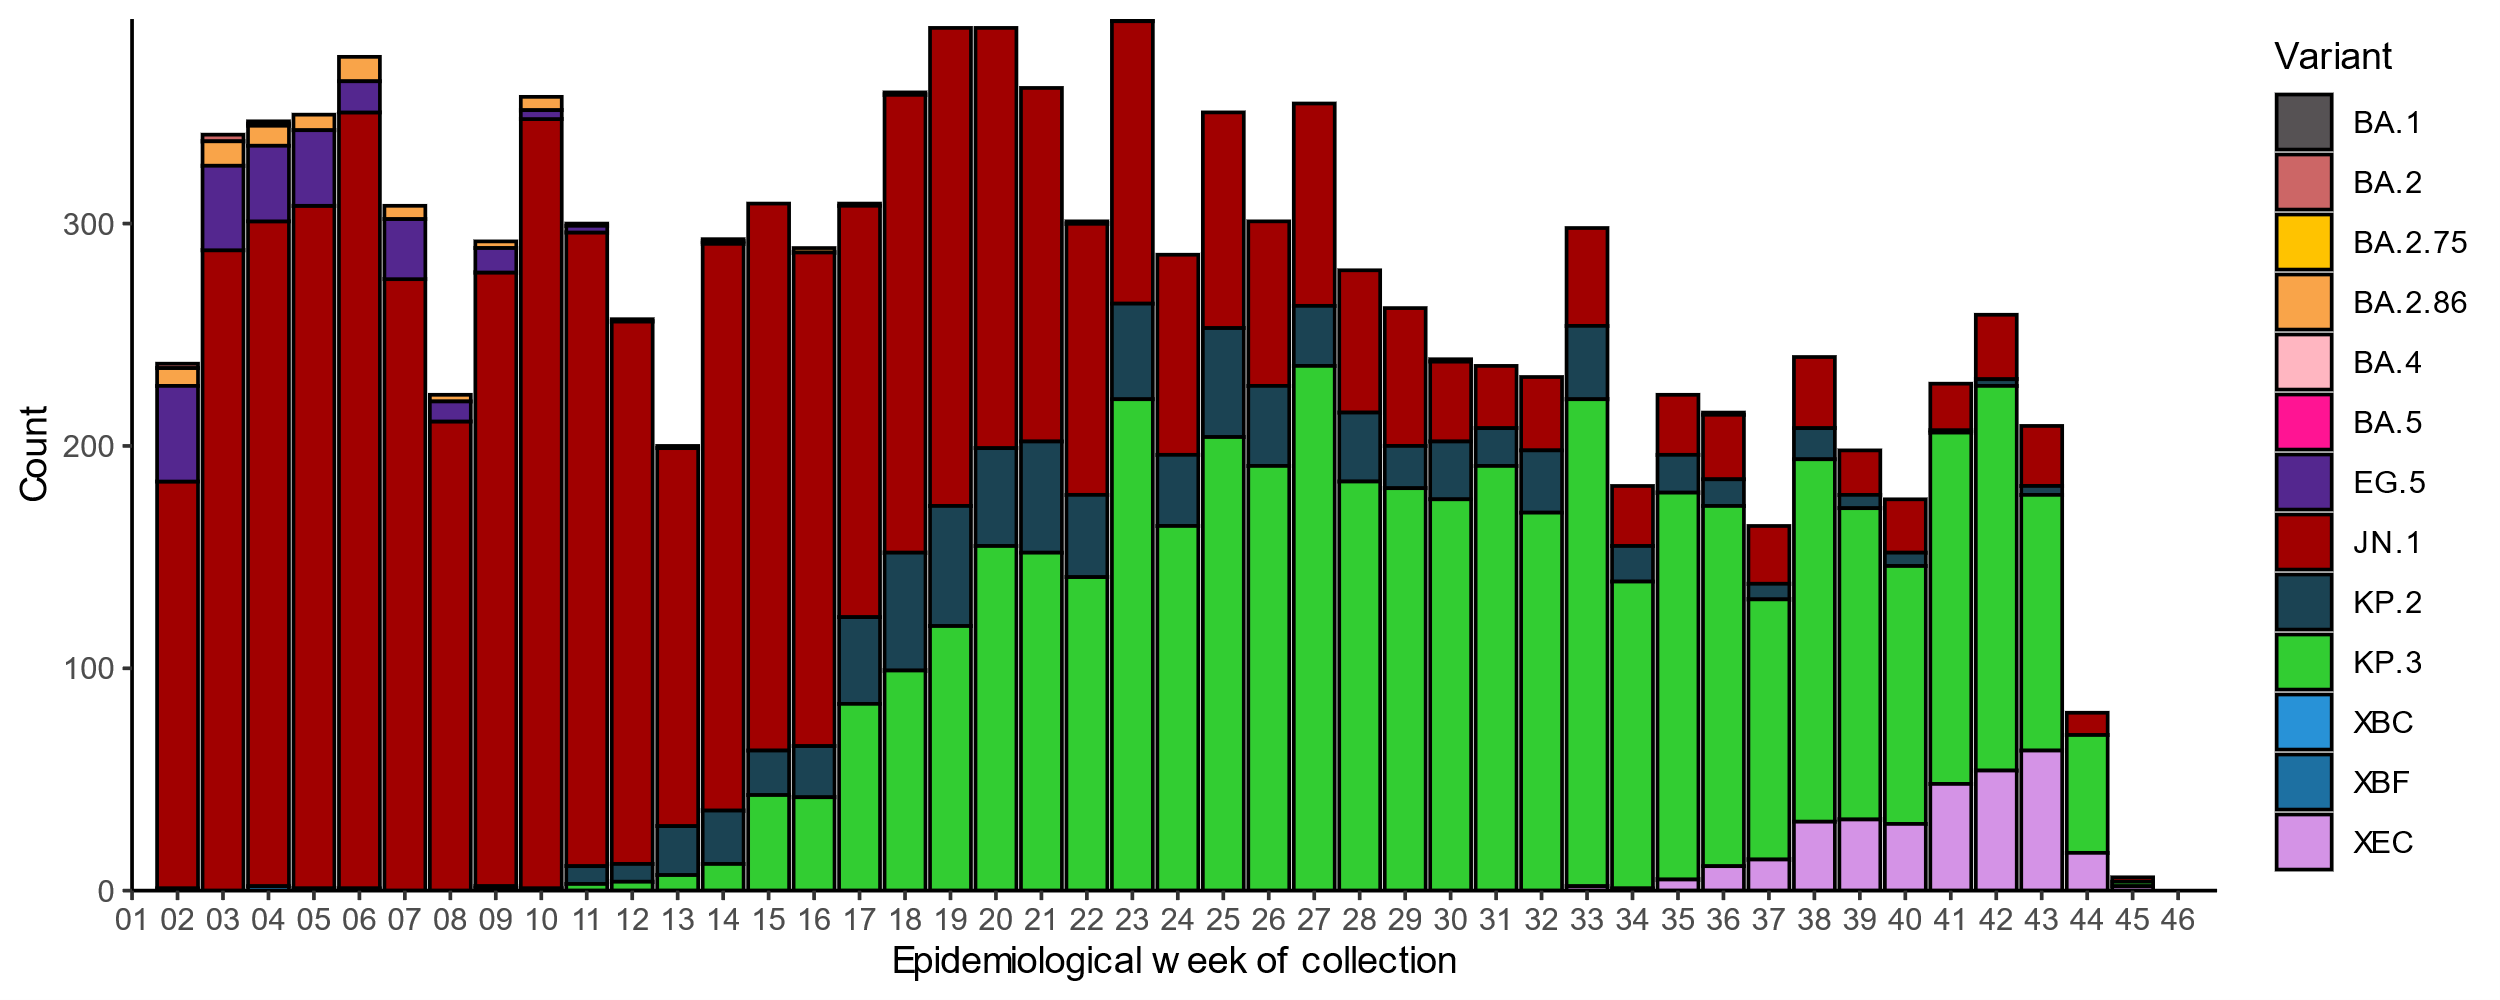 Count
300
200
100
0
01 02 03 04 05 06 07 08 09 10 11 12 13 14 15 16 17 18 19 20 21 22 23 24 25 26 27 28 29 30 31 32 33 34 35 36 37 38 39 40 41 42 43 44 45 46
Epidemiological week of collection
Variant
BA.1
BA.2
BA.2.75
BA.2.86
BA.4
BA.5
EG.5
JN.1
KP.2
KP.3
XBC
XBF
XEC